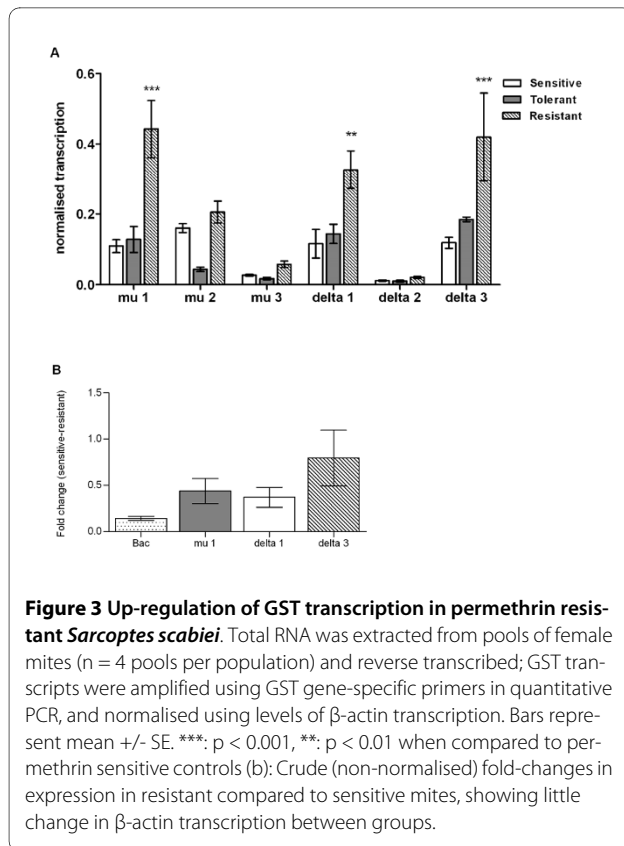 A
normalised transcription
0.6
0.4
0.2
0.0
***
**
***
Sensitive
Tolerant
Resistant
mu 1 mu 2 mu 3 delta 1 delta 2 delta 3
B
Fold change (sensitive-resistant)
1.5
1.0
0.5
0.0
Bac mu 1 delta 1 delta 3
Figure 3 Up-regulation of GST transcription in permethrin resis-
tant Sarcoptes scabiei. Total RNA was extracted from pools of female
mites (n = 4 pools per population) and reverse transcribed; GST tran-
scripts were amplified using GST gene-specific primers in quantitative
PCR, and normalised using levels of β-actin transcription. Bars repre-
sent mean +/- SE. ***: p < 0.001, **: p < 0.01 when compared to per-
methrin sensitive controls (b): Crude (non-normalised) fold-changes in
expression in resistant compared to sensitive mites, showing little
change in β-actin transcription between groups.